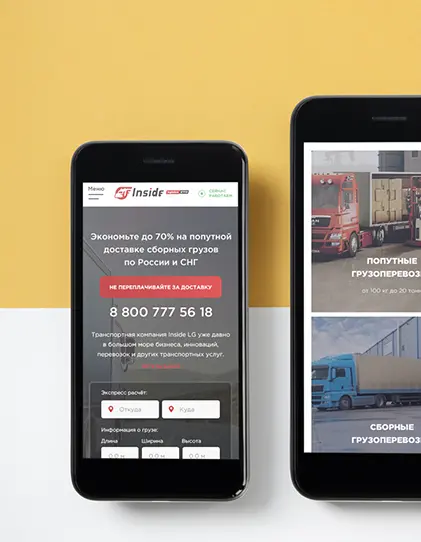 Меню
Inside
СЕРВИС
РАБОТАЕМ
Экономьте до 70% на попутной
доставке сборных грузов
по России и СНГ
НЕ ПЕРЕПЛАЧИВАЙТЕ ЗА ДОСТАВКУ
8 800 777 56 18
Транспортная компания Inside LG уже давно
в большом море бизнеса, инноваций,
перевозок и других транспортных услуг.
Экспресс расчёт:
Откуда
Куда
Информация о грузе:
Длина Ширина Высота
0.0 м 0.0 м 0.0 м
ПОПУТНЫЕ
ГРУЗОПЕРЕВОЗ
от 100 кг до 20 тонн
СБОРНЫЕ
ГРУЗОПЕРЕВОЗ